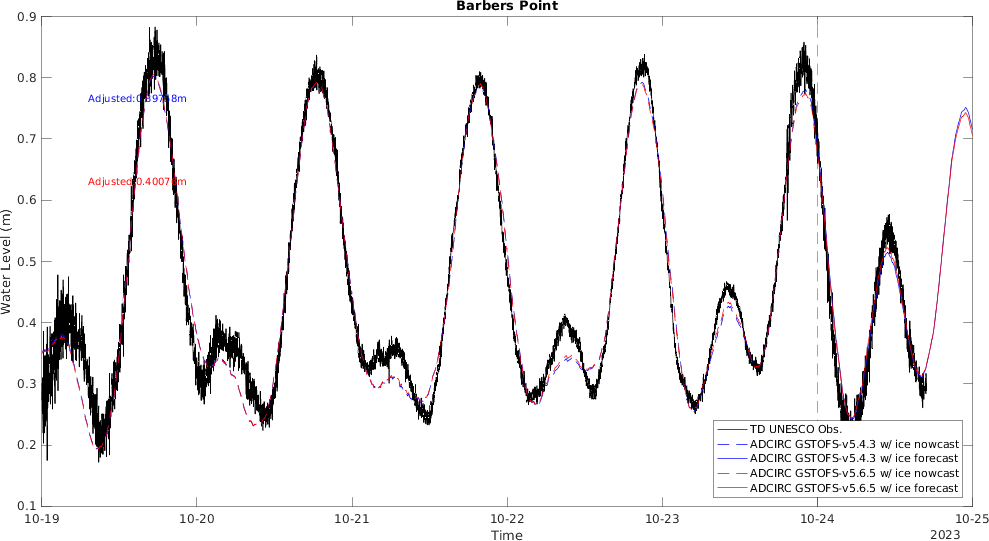 Barbers Point
0.9
0.8
0.7
0.6
0.5
0.4
0.3
0.2
0.1
Water Level (m)
Adjusted:
Adjusted:
TD UNESCO Obs.
ADCIRC GSTOFS-v5.4.3 w/ ice nowcast
ADCIRC GSTOFS-v5.4.3 w/ ice forecast
ADCIRC GSTOFS-v5.6.5 w/ ice nowcast
ADCIRC GSTOFS-v5.6.5 w/ ice forecast
10-19
10-20
10-21
10-22
10-23
10-24
10-25
Time
2023